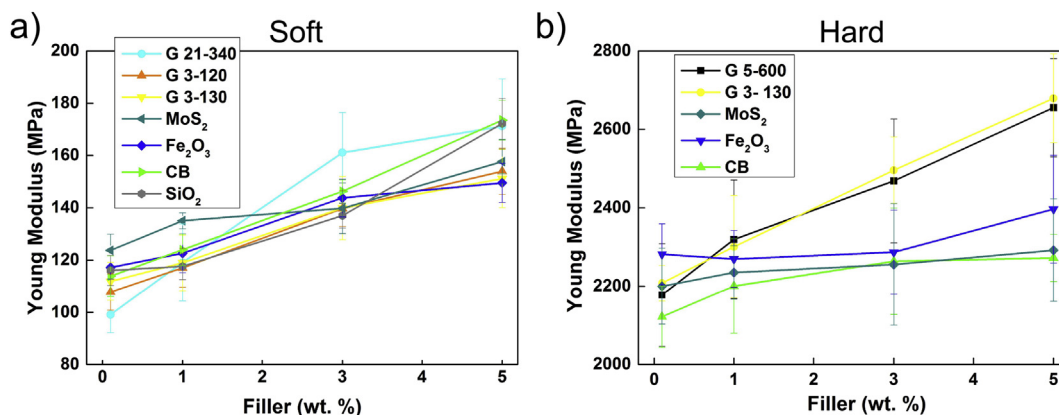 a) Soft
200
180
160
140
120
100
80
Young Modulus (MPa)
G 21-340
G 3-120
G 3-130
MoS₂
Fe₂O₃
CB
SiO₂
0 1 2 3 4 5
Filler (wt. %)
b) Hard
2800
2600
2400
2200
2000
Young Modulus (MPa)
G 5-600
G 3- 130
MoS₂
Fe₂O₃
CB
0 1 2 3 4 5
Filler (wt. %)